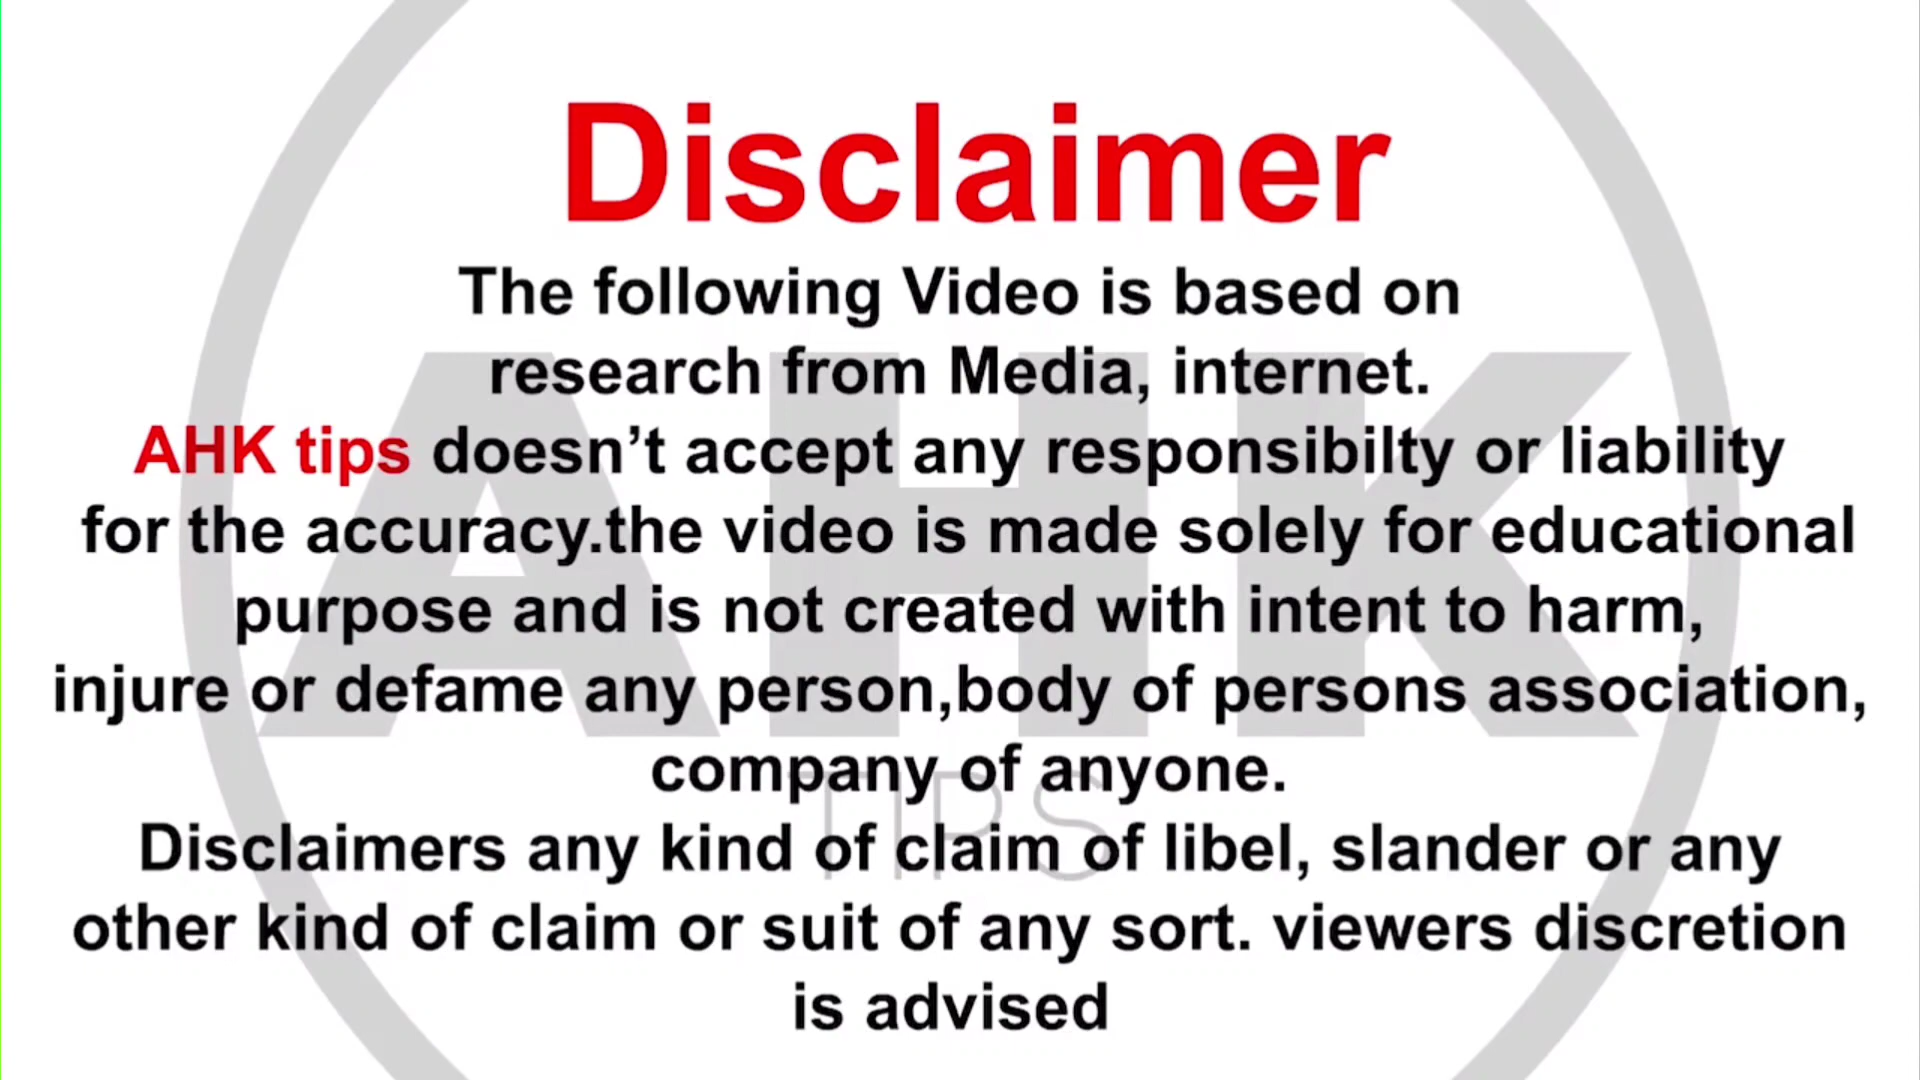 Disclaimer
The following Video is based on
research from Media, internet.
AHK tips doesn’t accept any responsibilty or liability
for the accuracy.the video is made solely for educational
purpose and is not created with intent to harm,
injure or defame any person,body of persons association,
company of anyone.
Disclaimers any kind of claim of libel, slander or any
other kind of claim or suit of any sort. viewers discretion
is advised
AHK
TIPS